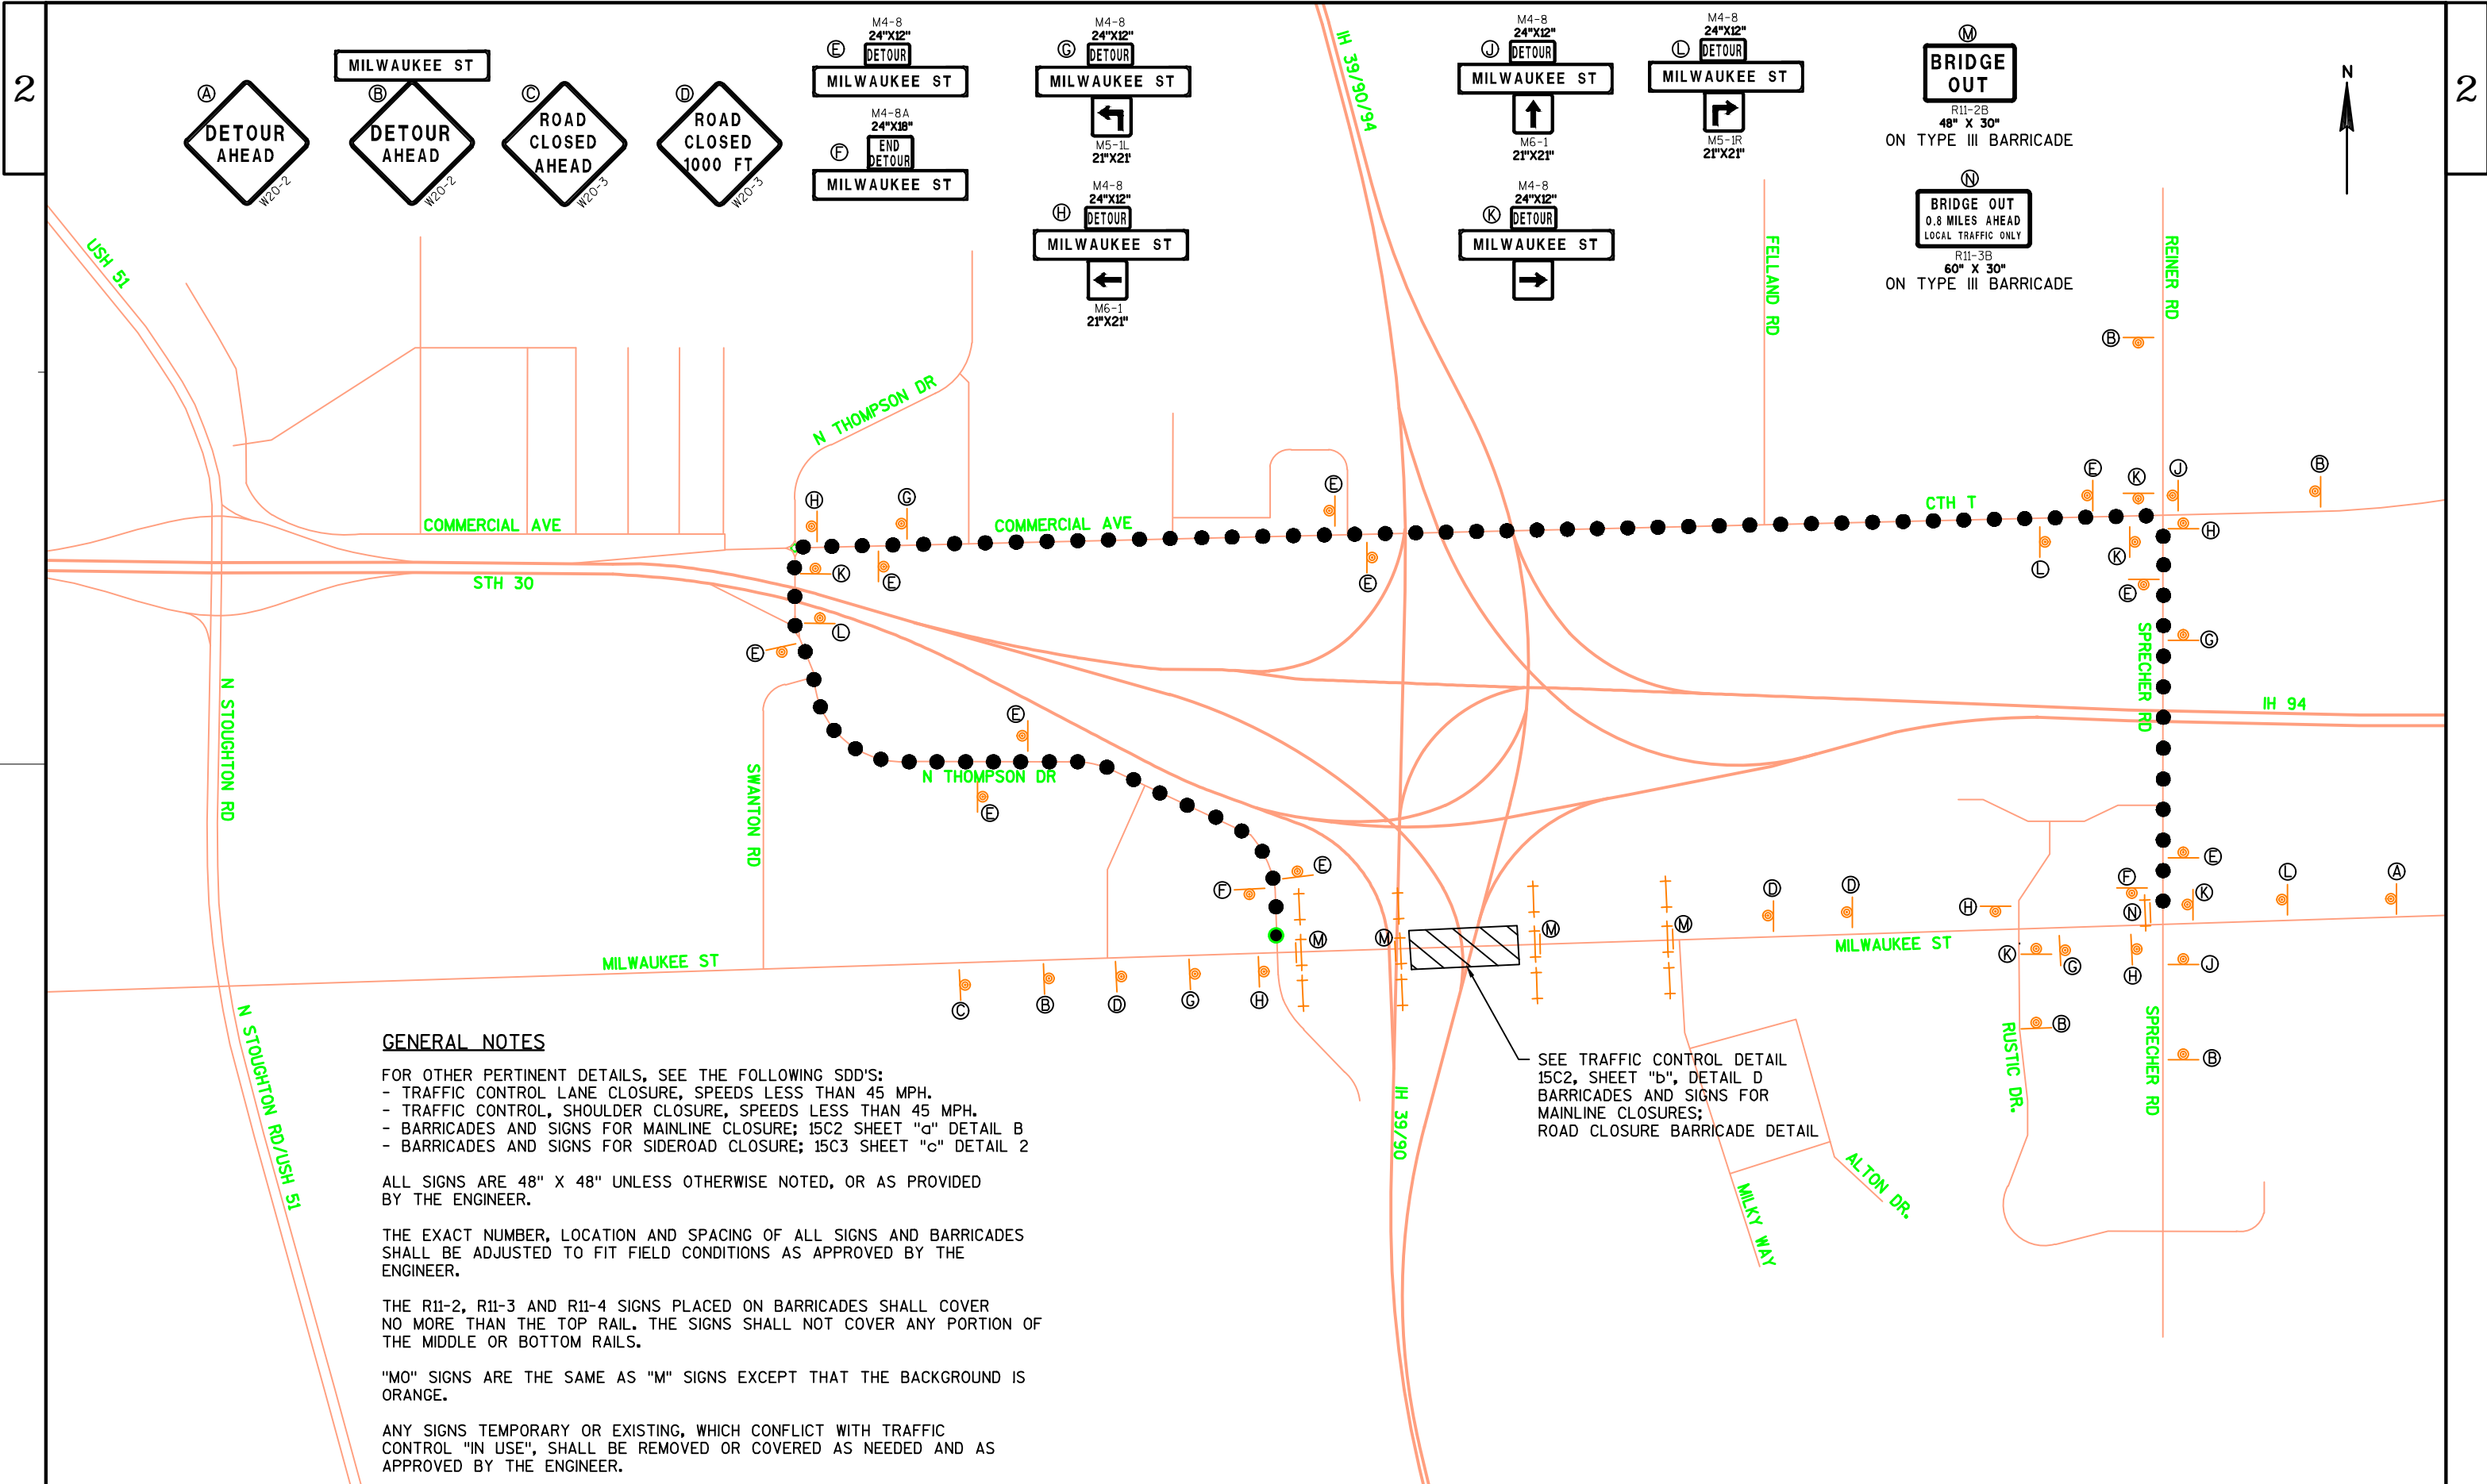 2
2
MILWAUKEE ST
A
DETOUR
AHEAD
W20-2
B
DETOUR
AHEAD
W20-2
C
ROAD
CLOSED
AHEAD
W20-3
D
ROAD
CLOSED
1000 FT
W20-3
M4-8
24"X12"
E
DETOUR
MILWAUKEE ST
M4-8A
24"X18"
F
END
DETOUR
MILWAUKEE ST
M4-8
24"X12"
G
DETOUR
MILWAUKEE ST
M5-1L
21"X21'
M4-8
24"X12"
H
DETOUR
MILWAUKEE ST
M6-1
21"X21"
M4-8
24"X12"
J
DETOUR
MILWAUKEE ST
M6-1
21"X21"
M4-8
24"X12"
K
DETOUR
MILWAUKEE ST
M4-8
24"X12"
L
DETOUR
MILWAUKEE ST
M5-1R
21"X21"
M
BRIDGE
OUT
R11-2B
48" X 30"
ON TYPE III BARRICADE
N
BRIDGE OUT
0.8 MILES AHEAD
LOCAL TRAFFIC ONLY
R11-3B
60" X 30"
ON TYPE III BARRICADE
N
IH 39/90/94
USH 51
FELLAND RD
REINER RD
B
N THOMPSON DR
H
G
E
E
K
J
B
COMMERCIAL AVE
COMMERCIAL AVE
CTH T
H
K
E
E
L
K
E
STH 30
L
E
SPRECHER RD
G
N STOUGHTON RD
IH 94
E
N THOMPSON DR
E
SWANTON RD
E
F
M
M
M
M
D
D
H
F
N
E
K
L
A
MILWAUKEE ST
MILWAUKEE ST
K
G
H
J
C
B
D
G
H
B
B
N STOUGHTON RD/USH 51
RUSTIC DR.
SPRECHER RD
IH 39/90
MILKY WAY
ALTON DR.
SEE TRAFFIC CONTROL DETAIL
15C2, SHEET "b", DETAIL D
BARRICADES AND SIGNS FOR
MAINLINE CLOSURES;
ROAD CLOSURE BARRICADE DETAIL
GENERAL NOTES
FOR OTHER PERTINENT DETAILS, SEE THE FOLLOWING SDD'S:
- TRAFFIC CONTROL LANE CLOSURE, SPEEDS LESS THAN 45 MPH.
- TRAFFIC CONTROL, SHOULDER CLOSURE, SPEEDS LESS THAN 45 MPH.
- BARRICADES AND SIGNS FOR MAINLINE CLOSURE; 15C2 SHEET "a" DETAIL B
- BARRICADES AND SIGNS FOR SIDEROAD CLOSURE; 15C3 SHEET "c" DETAIL 2
ALL SIGNS ARE 48" X 48" UNLESS OTHERWISE NOTED, OR AS PROVIDED
BY THE ENGINEER.
THE EXACT NUMBER, LOCATION AND SPACING OF ALL SIGNS AND BARRICADES
SHALL BE ADJUSTED TO FIT FIELD CONDITIONS AS APPROVED BY THE
ENGINEER.
THE R11-2, R11-3 AND R11-4 SIGNS PLACED ON BARRICADES SHALL COVER
NO MORE THAN THE TOP RAIL. THE SIGNS SHALL NOT COVER ANY PORTION OF
THE MIDDLE OR BOTTOM RAILS.
"MO" SIGNS ARE THE SAME AS "M" SIGNS EXCEPT THAT THE BACKGROUND IS
ORANGE.
ANY SIGNS TEMPORARY OR EXISTING, WHICH CONFLICT WITH TRAFFIC
CONTROL "IN USE", SHALL BE REMOVED OR COVERED AS NEEDED AND AS
APPROVED BY THE ENGINEER.